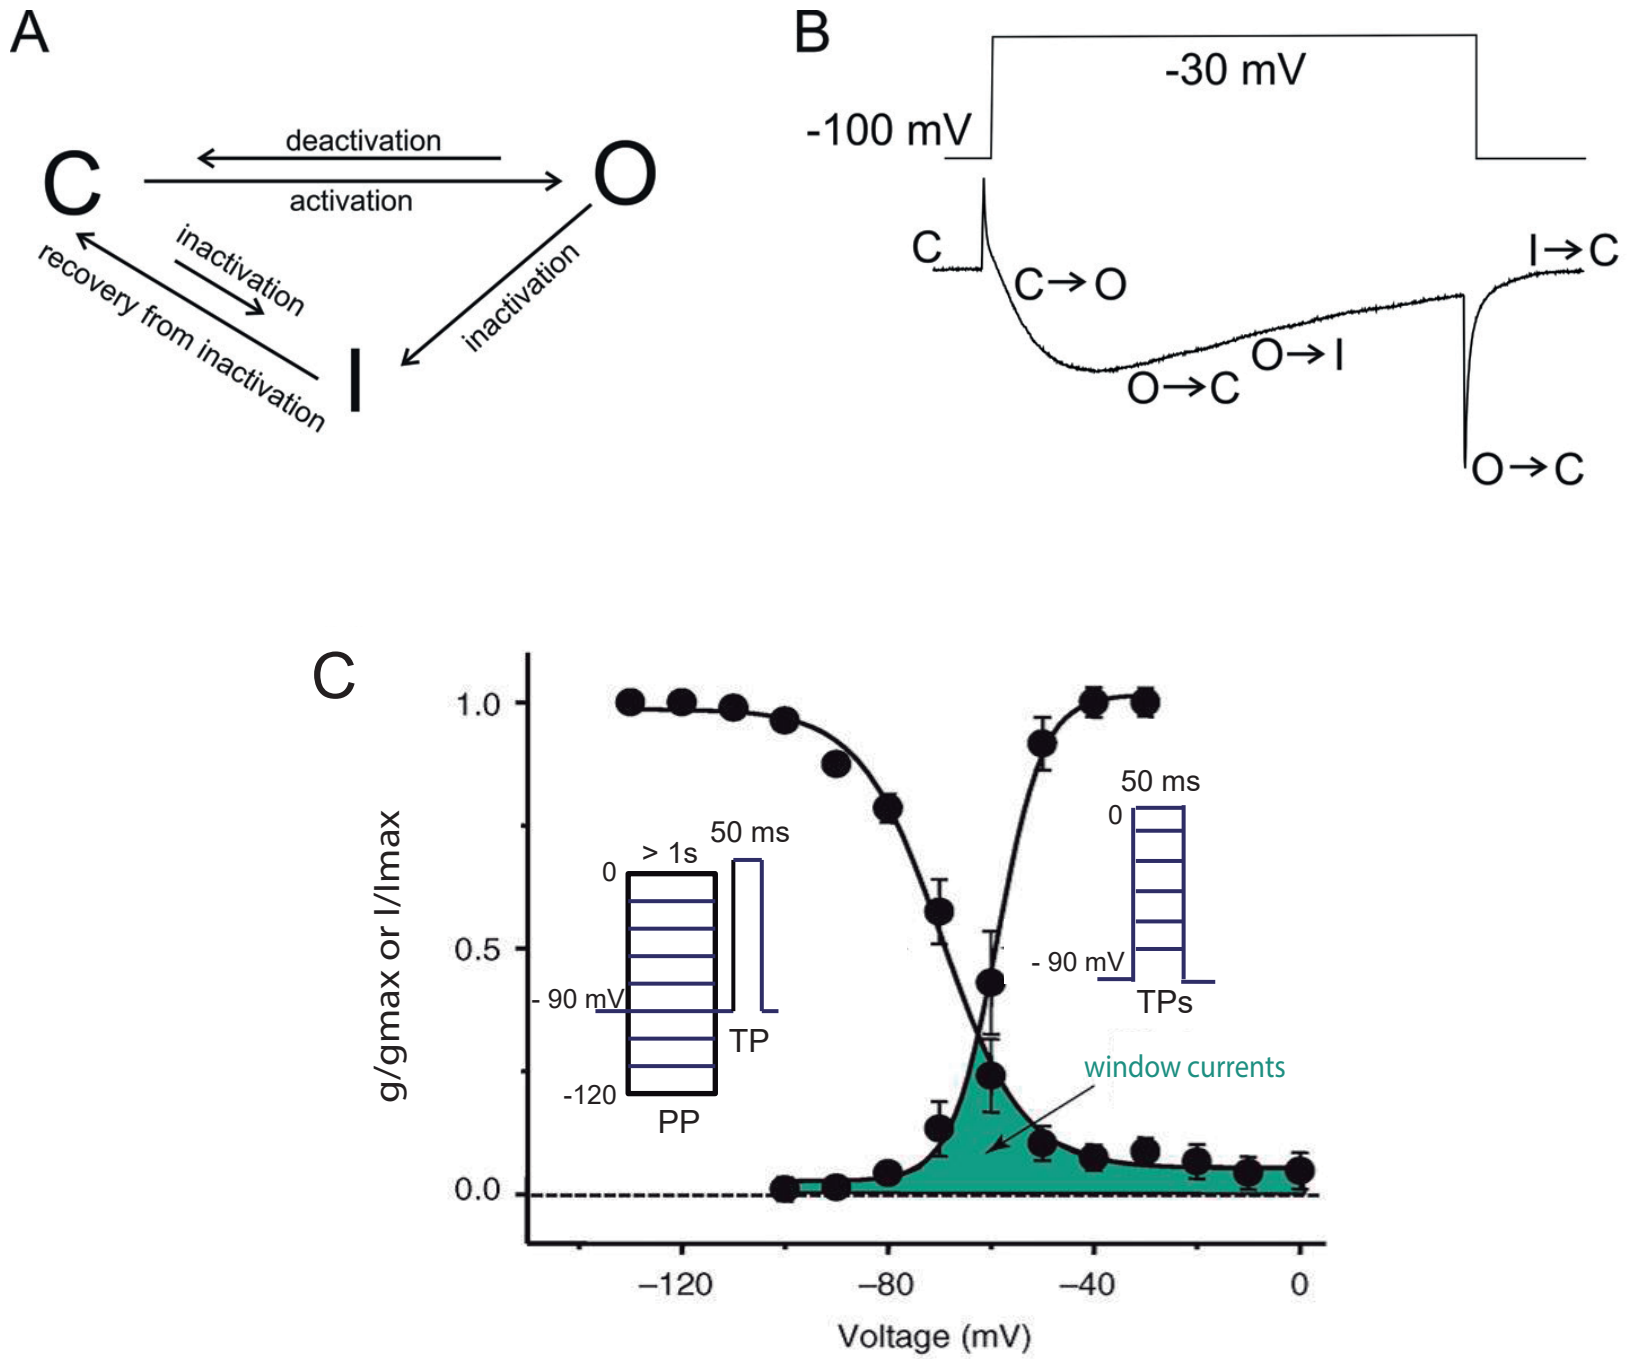 A
C
deactivation
activation
O
inactivation
recovery from inactivation
inactivation
I
B
-30 mV
-100 mV
C
C→O
O→C
O→I
I→C
O→C
C
g/gmax or I/Imax
1.0
0.5
0.0
0
> 1s
50 ms
- 90 mV
TP
-120
PP
50 ms
0
- 90 mV
TPs
window currents
–120
–80
–40
0
Voltage (mV)